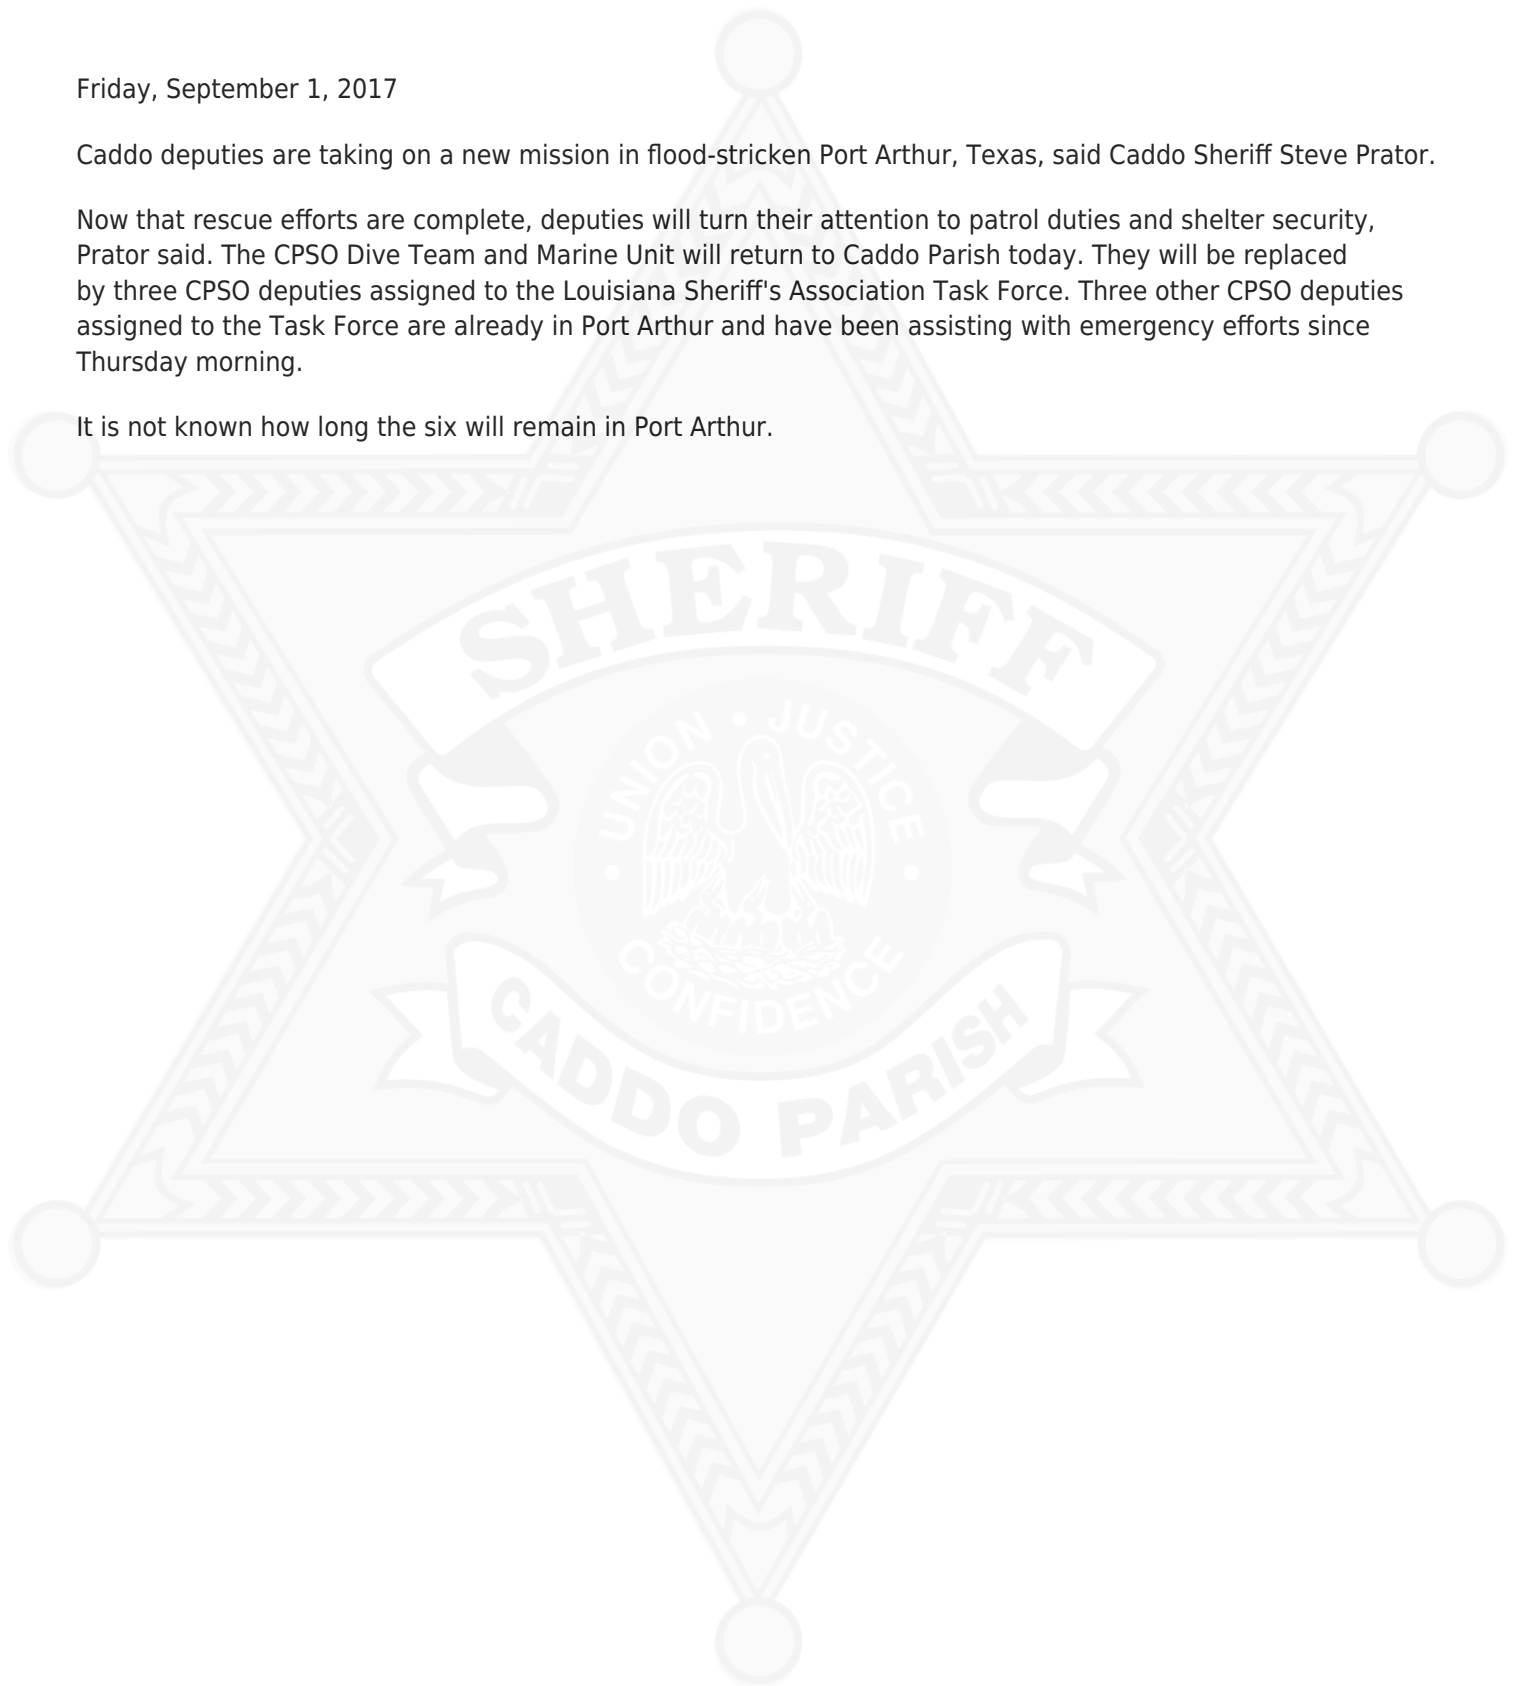 Friday, September 1, 2017
Caddo deputies are taking on a new mission in flood-stricken Port Arthur, Texas, said Caddo Sheriff Steve Prator.
Now that rescue efforts are complete, deputies will turn their attention to patrol duties and shelter security,
Prator said. The CPSO Dive Team and Marine Unit will return to Caddo Parish today. They will be replaced
by three CPSO deputies assigned to the Louisiana Sheriff's Association Task Force. Three other CPSO deputies
assigned to the Task Force are already in Port Arthur and have been assisting with emergency efforts since
Thursday morning.
It is not known how long the six will remain in Port Arthur.
SHERIFF
UNION • JUSTICE •
• CONFIDENCE
CADDO PARISH